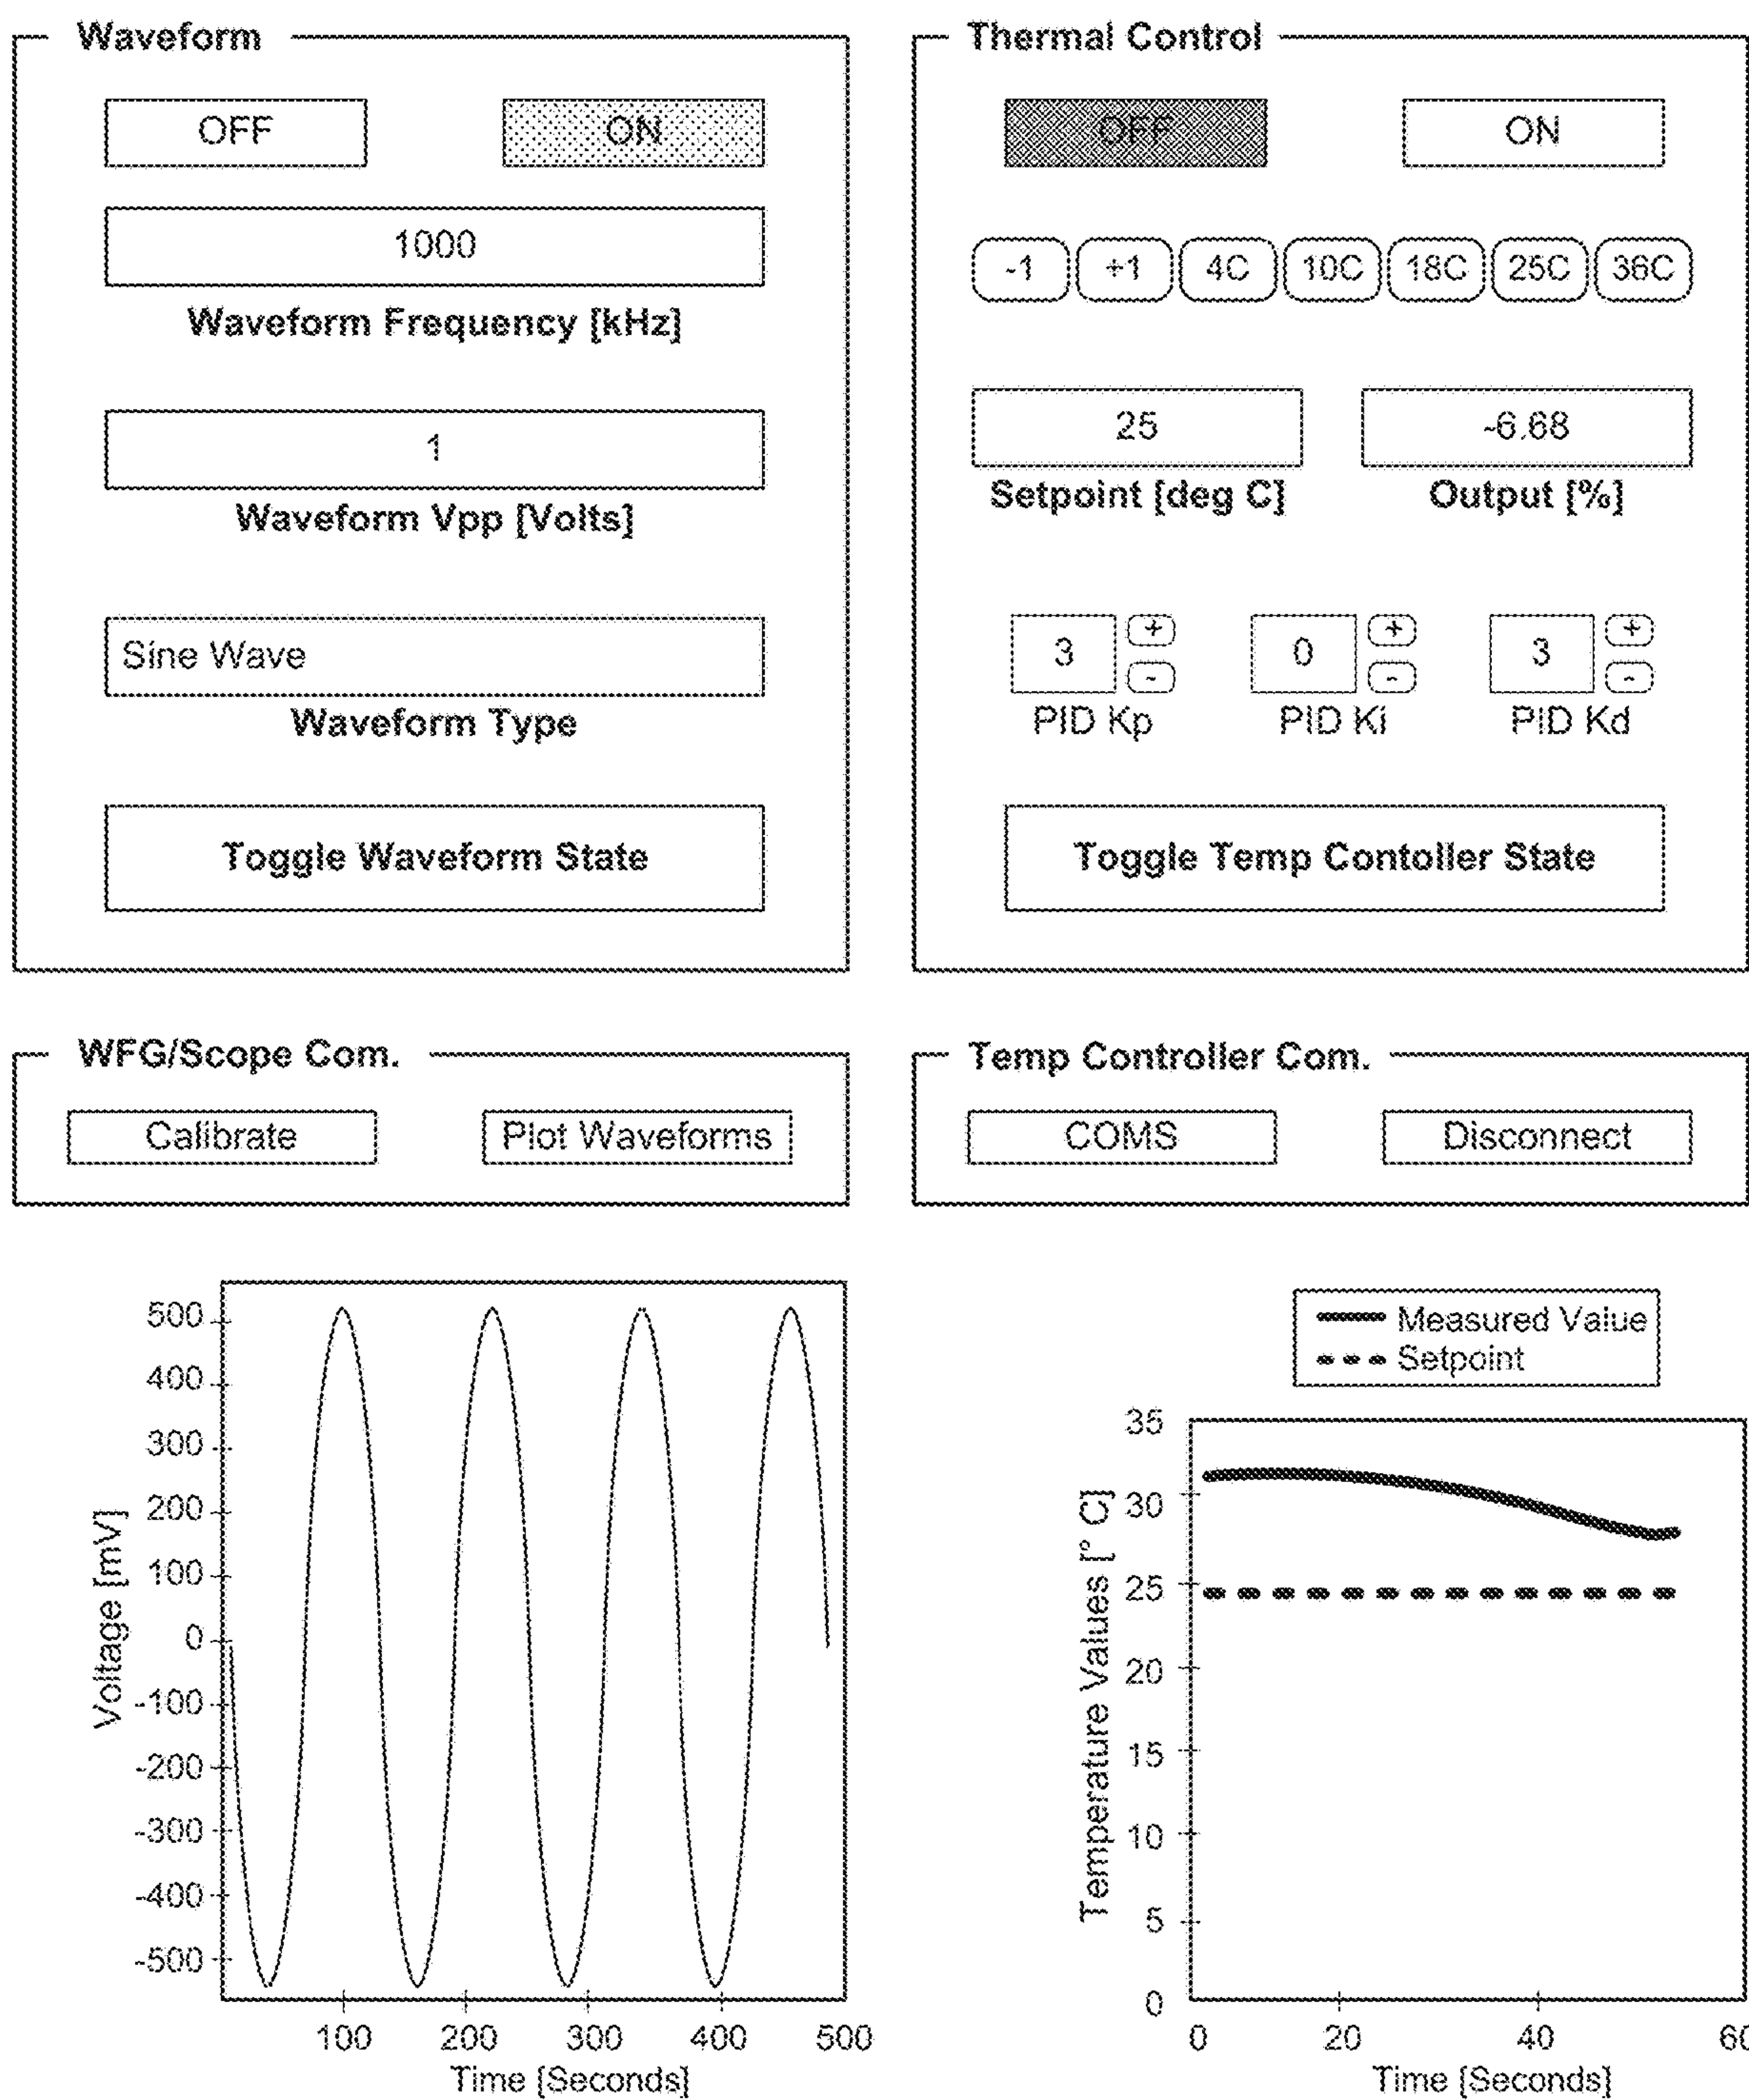 Waveform
OFF
ON
1000
Waveform Frequency [kHz]
1
Waveform Vpp [Volts]
Sine Wave
Waveform Type
Toggle Waveform State
Thermal Control
OFF
ON
-1
+1
4C
10C
18C
25C
36C
25
-6.68
Setpoint [deg C]
Output [%]
3
+
-
0
+
-
3
+
-
PID Kp
PID Ki
PID Kd
Toggle Temp Contoller State
WFG/Scope Com.
Calibrate
Plot Waveforms
Temp Controller Com.
COMS
Disconnect
500
400
300
200
100
0
-100
-200
-300
-400
-500
Voltage [mV]
100
200
300
400
500
Time [Seconds]
Measured Value
Setpoint
35
30
25
20
15
10
5
0
Temperature Values [° C]
0
20
40
60
Time [Seconds]